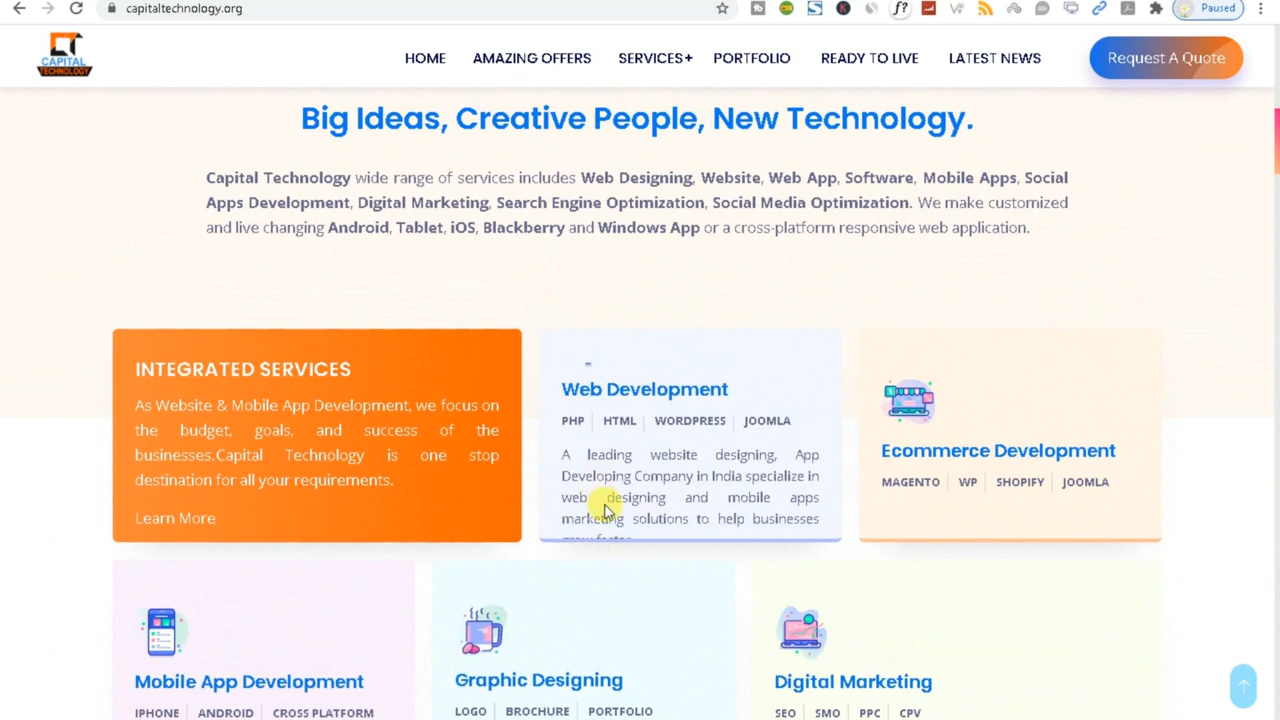 capitaltechnology.org
Paused
CAPITAL
TECHNOLOGY
HOME
AMAZING OFFERS
SERVICES+
PORTFOLIO
READY TO LIVE
LATEST NEWS
Request A Quote
Big Ideas, Creative People, New Technology.
Capital Technology wide range of services includes Web Designing, Website, Web App, Software, Mobile Apps, Social
Apps Development, Digital Marketing, Search Engine Optimization, Social Media Optimization. We make customized
and live changing Android, Tablet, iOS, Blackberry and Windows App or a cross-platform responsive web application.
INTEGRATED SERVICES
As Website & Mobile App Development, we focus on
the budget, goals, and success of the
businesses.Capital Technology is one stop
destination for all your requirements.
Learn More
Web Development
PHP HTML WORDPRESS JOOMLA
A leading website designing, App
Developing Company in India specialize in
web designing and mobile apps
marketing solutions to help businesses
Ecommerce Development
MAGENTO WP SHOPIFY JOOMLA
Mobile App Development
IPHONE ANDROID CROSS PLATFORM
Graphic Designing
LOGO BROCHURE PORTFOLIO
Digital Marketing
SEO SMO PPC CPV